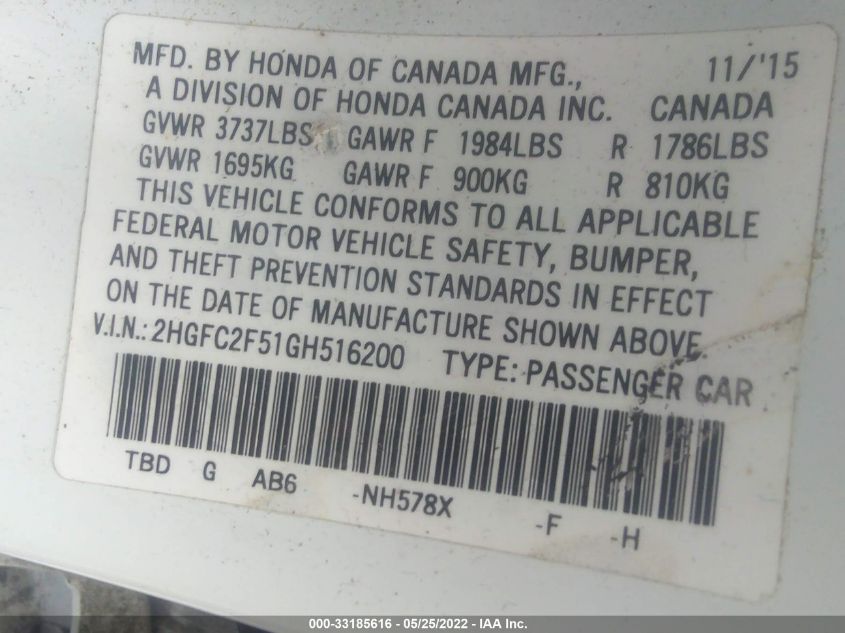 MFD. BY HONDA OF CANADA MFG., 11/'15
A DIVISION OF HONDA CANADA INC. CANADA
GVWR 3737LBS GAWR F 1984LBS R 1786LBS
GVWR 1695KG GAWR F 900KG R 810KG
THIS VEHICLE CONFORMS TO ALL APPLICABLE
FEDERAL MOTOR VEHICLE SAFETY, BUMPER,
AND THEFT PREVENTION STANDARDS IN EFFECT
ON THE DATE OF MANUFACTURE SHOWN ABOVE.
V.I.N.: 2HGFC2F51GH516200 TYPE: PASSENGER CAR
TBD G AB6 -NH578X -F -H
000-33185616 - 05/25/2022 - IAA Inc.